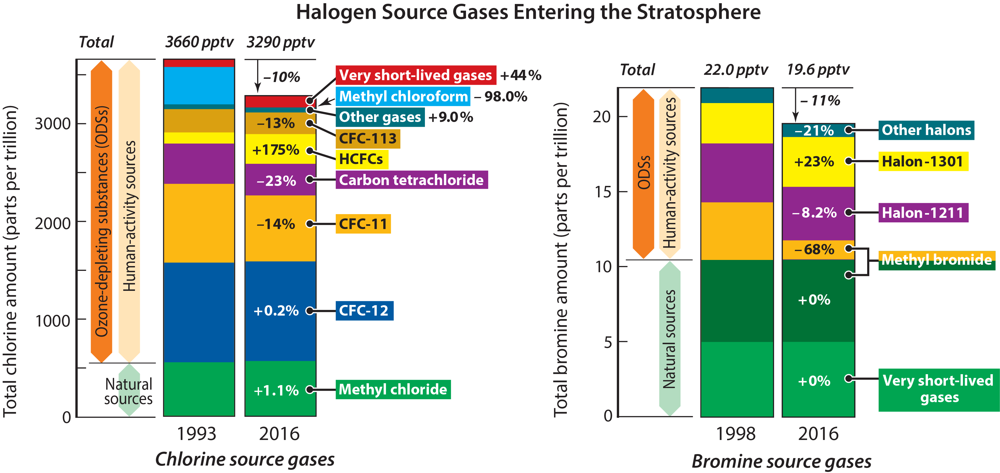 Halogen Source Gases Entering the Stratosphere
Total
3660 pptv
3290 pptv
–10%
Very short-lived gases +44%
Methyl chloroform – 98.0%
Other gases +9.0%
–13%
CFC-113
+175%
HCFCs
–23%
Carbon tetrachloride
–14%
CFC-11
+0.2%
CFC-12
+1.1%
Methyl chloride
Total chlorine amount (parts per trillion)
3000
2000
1000
0
Ozone-depleting substances (ODSs)
Human-activity sources
Natural
sources
1993
2016
Chlorine source gases
Total
22.0 pptv
19.6 pptv
– 11%
–21%
Other halons
+23%
Halon-1301
–8.2%
Halon-1211
–68%
Methyl bromide
+0%
+0%
Very short-lived
gases
Total bromine amount (parts per trillion)
20
15
10
5
0
ODSs
Human-activity sources
Natural sources
1998
2016
Bromine source gases